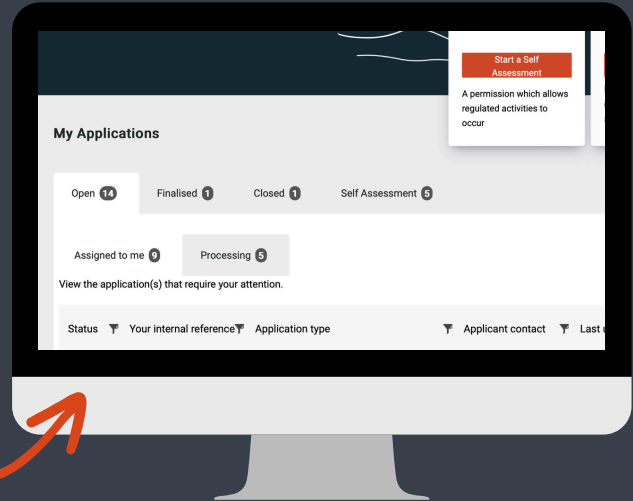 Start a Self
Assessment
A permission which allows
regulated activities to
occur
My Applications
Open 14 Finalised 1 Closed 1 Self Assessment 5
Assigned to me 9 Processing 5
View the application(s) that require your attention.
Status Your internal reference Application type Applicant contact Last